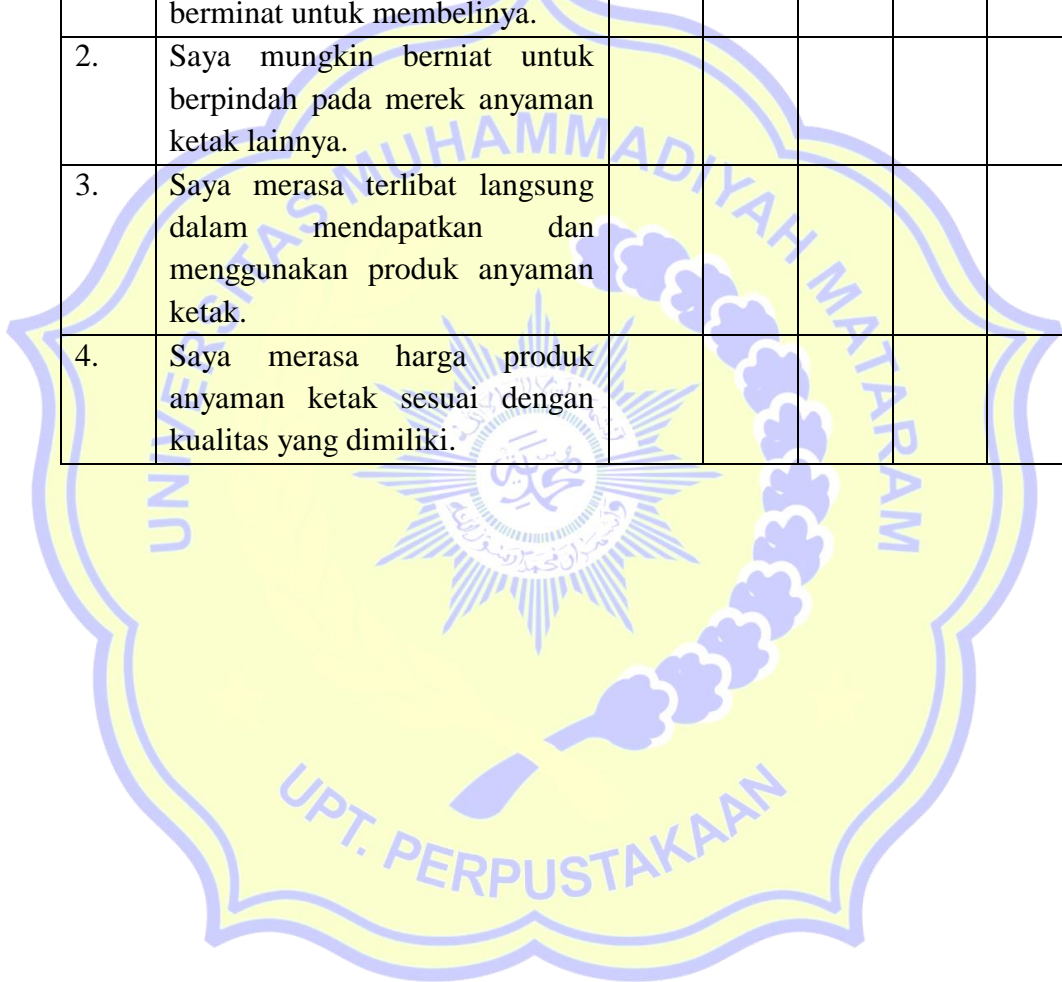 berminat untuk membelinya.
2. Saya mungkin berniat untuk
berpindah pada merek anyaman
ketak lainnya.
3. Saya merasa terlibat langsung
dalam mendapatkan dan
menggunakan produk anyaman
ketak.
4. Saya merasa harga produk
anyaman ketak sesuai dengan
kualitas yang dimiliki.
UNIVERSITAS MUHAMMADIYAH MATARAM
UPT. PERPUSTAKAAN